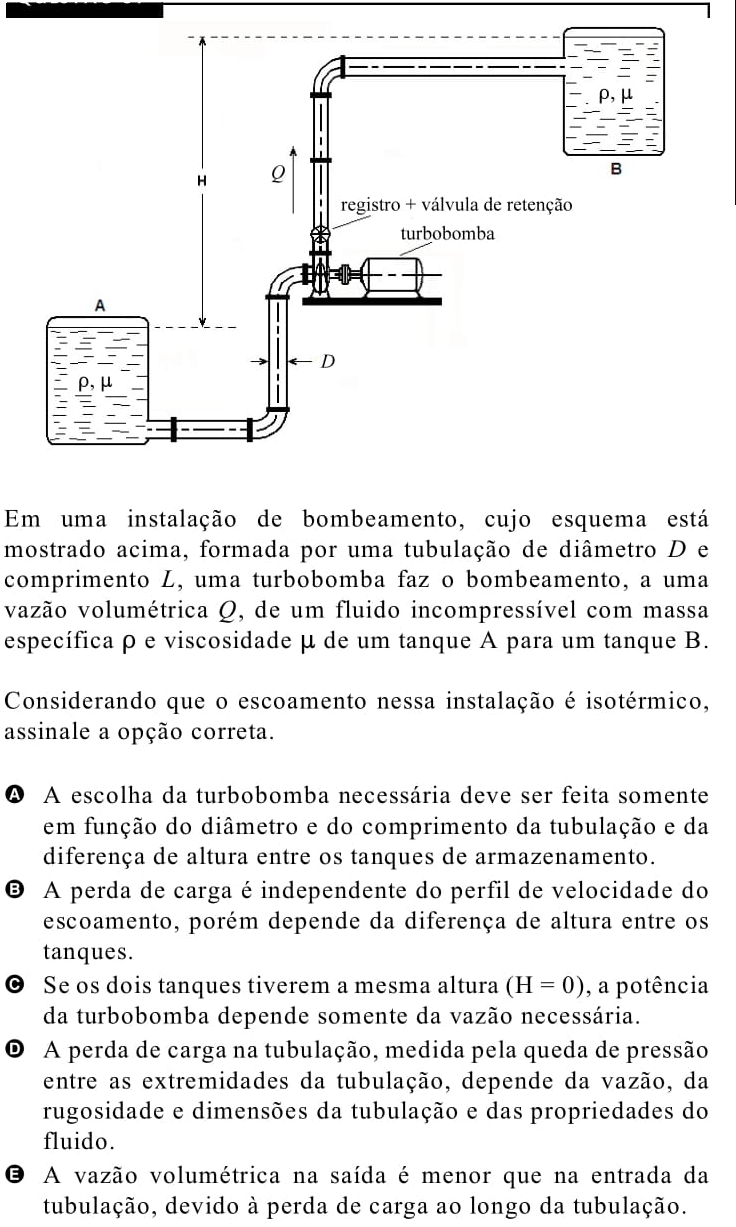 ρ, μ
B
H
Q
registro + válvula de retenção
turbobomba
A
D
ρ, μ
Em uma instalação de bombeamento, cujo esquema está
mostrado acima, formada por uma tubulação de diâmetro D e
comprimento L, uma turbobomba faz o bombeamento, a uma
vazão volumétrica Q, de um fluido incompressível com massa
específica ρ e viscosidade μ de um tanque A para um tanque B.
Considerando que o escoamento nessa instalação é isotérmico,
assinale a opção correta.
A A escolha da turbobomba necessária deve ser feita somente
em função do diâmetro e do comprimento da tubulação e da
diferença de altura entre os tanques de armazenamento.
B A perda de carga é independente do perfil de velocidade do
escoamento, porém depende da diferença de altura entre os
tanques.
C Se os dois tanques tiverem a mesma altura (H = 0), a potência
da turbobomba depende somente da vazão necessária.
D A perda de carga na tubulação, medida pela queda de pressão
entre as extremidades da tubulação, depende da vazão, da
rugosidade e dimensões da tubulação e das propriedades do
fluido.
E A vazão volumétrica na saída é menor que na entrada da
tubulação, devido à perda de carga ao longo da tubulação.